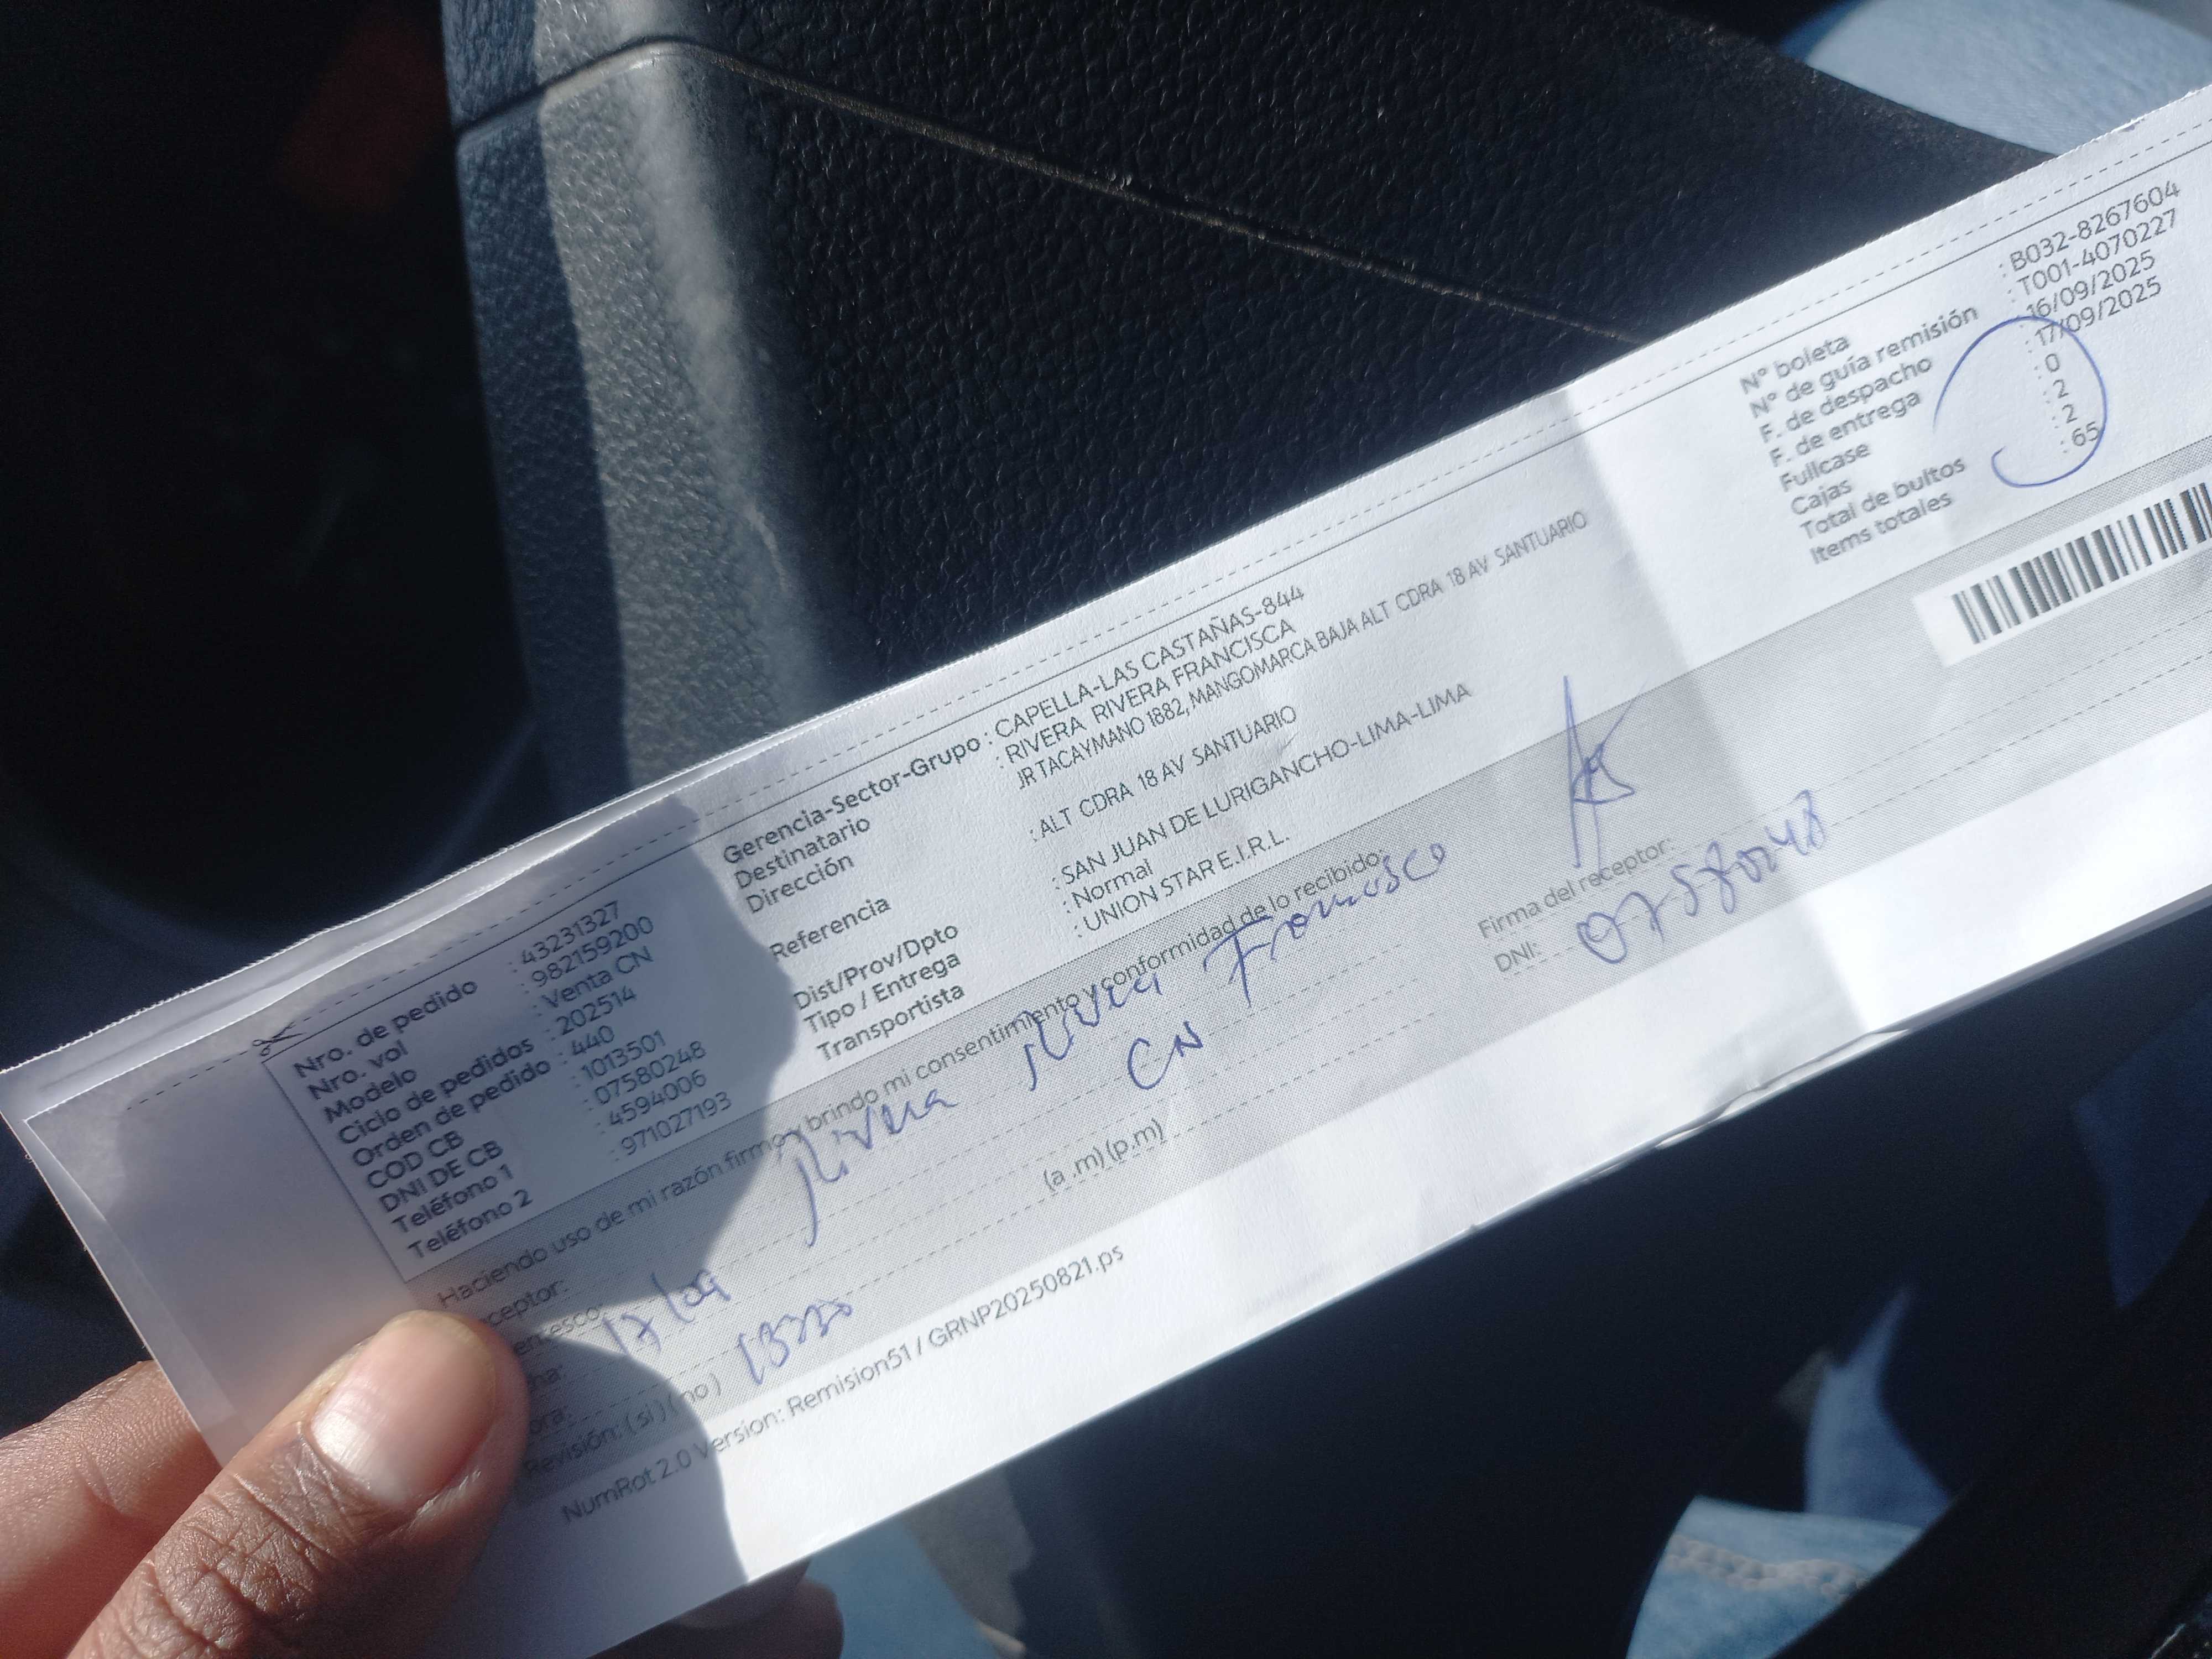 Nro. de pedido : 43231327
Nro. vol : 982159200
Modelo : Venta CN
Ciclo de pedidos : 202514
Orden de pedido : 440
COD CB : 1013501
DNI DE CB : 07580248
Teléfono 1 : 4594006
Teléfono 2 : 971027193
Gerencia-Sector-Grupo : CAPELLA-LAS CASTAÑAS-844
Destinatario : RIVERA RIVERA FRANCISCA
Dirección JR TACAYMANO 1882, MANGOMARCA BAJA ALT CDRA 18 AV SANTUARIO
Referencia : ALT CDRA 18 AV SANTUARIO
Dist/Prov/Dpto : SAN JUAN DE LURIGANCHO-LIMA-LIMA
Tipo / Entrega : Normal
Transportista : UNION STAR E.I.R.L.
N° boleta : B032-8267604
N° de guía remisión : T001-4070227
F. de despacho : 16/09/2025
F. de entrega : 17/09/2025
Fullcase : 0
Cajas : 2
Total de bultos : 2
Items totales : 65
Haciendo uso de mi razón firmo y brindo mi consentimiento y conformidad de lo recibido:
ceptor: Rivera Rivera
entesco: CN
ha: 17/09
ora: (a .m) (p.m)
Revisión: (si) (no)
Firma del receptor:
DNI: 07580248
NumRot 2.0 Version: Remision51 / GRNP20250821.ps